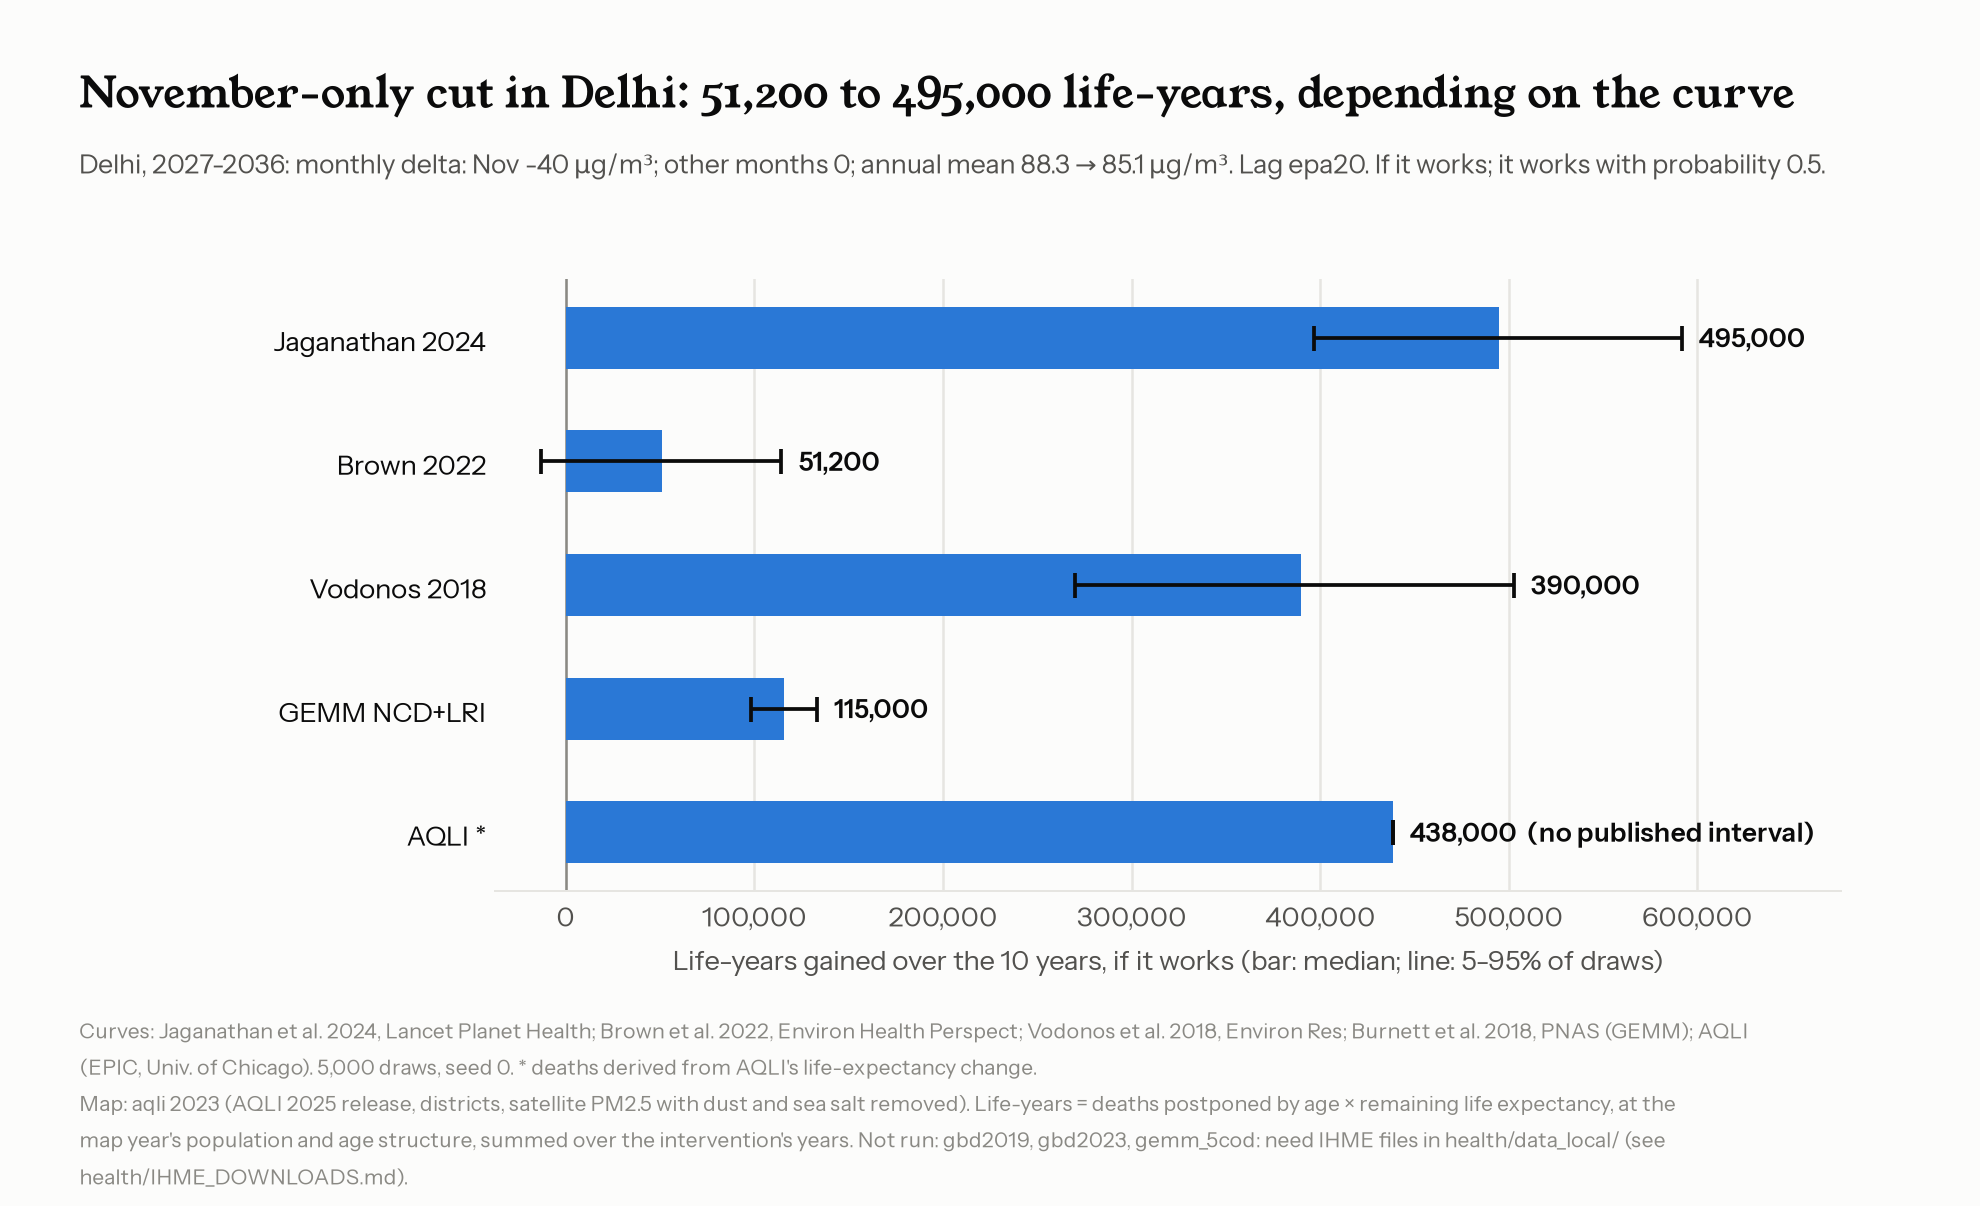 November-only cut in Delhi: 51,200 to 495,000 life-years, depending on the curve
Delhi, 2027-2036: monthly delta: Nov -40 µg/m³; other months 0; annual mean 88.3 → 85.1 µg/m³. Lag epa20. If it works; it works with probability 0.5.
Jaganathan 2024
495,000
Brown 2022
51,200
Vodonos 2018
390,000
GEMM NCD+LRI
115,000
AQLI *
438,000 (no published interval)
0 100,000 200,000 300,000 400,000 500,000 600,000
Life-years gained over the 10 years, if it works (bar: median; line: 5-95% of draws)
Curves: Jaganathan et al. 2024, Lancet Planet Health; Brown et al. 2022, Environ Health Perspect; Vodonos et al. 2018, Environ Res; Burnett et al. 2018, PNAS (GEMM); AQLI
(EPIC, Univ. of Chicago). 5,000 draws, seed 0. * deaths derived from AQLI's life-expectancy change.
Map: aqli 2023 (AQLI 2025 release, districts, satellite PM2.5 with dust and sea salt removed). Life-years = deaths postponed by age × remaining life expectancy, at the
map year's population and age structure, summed over the intervention's years. Not run: gbd2019, gbd2023, gemm_5cod: need IHME files in health/data_local/ (see
health/IHME_DOWNLOADS.md).